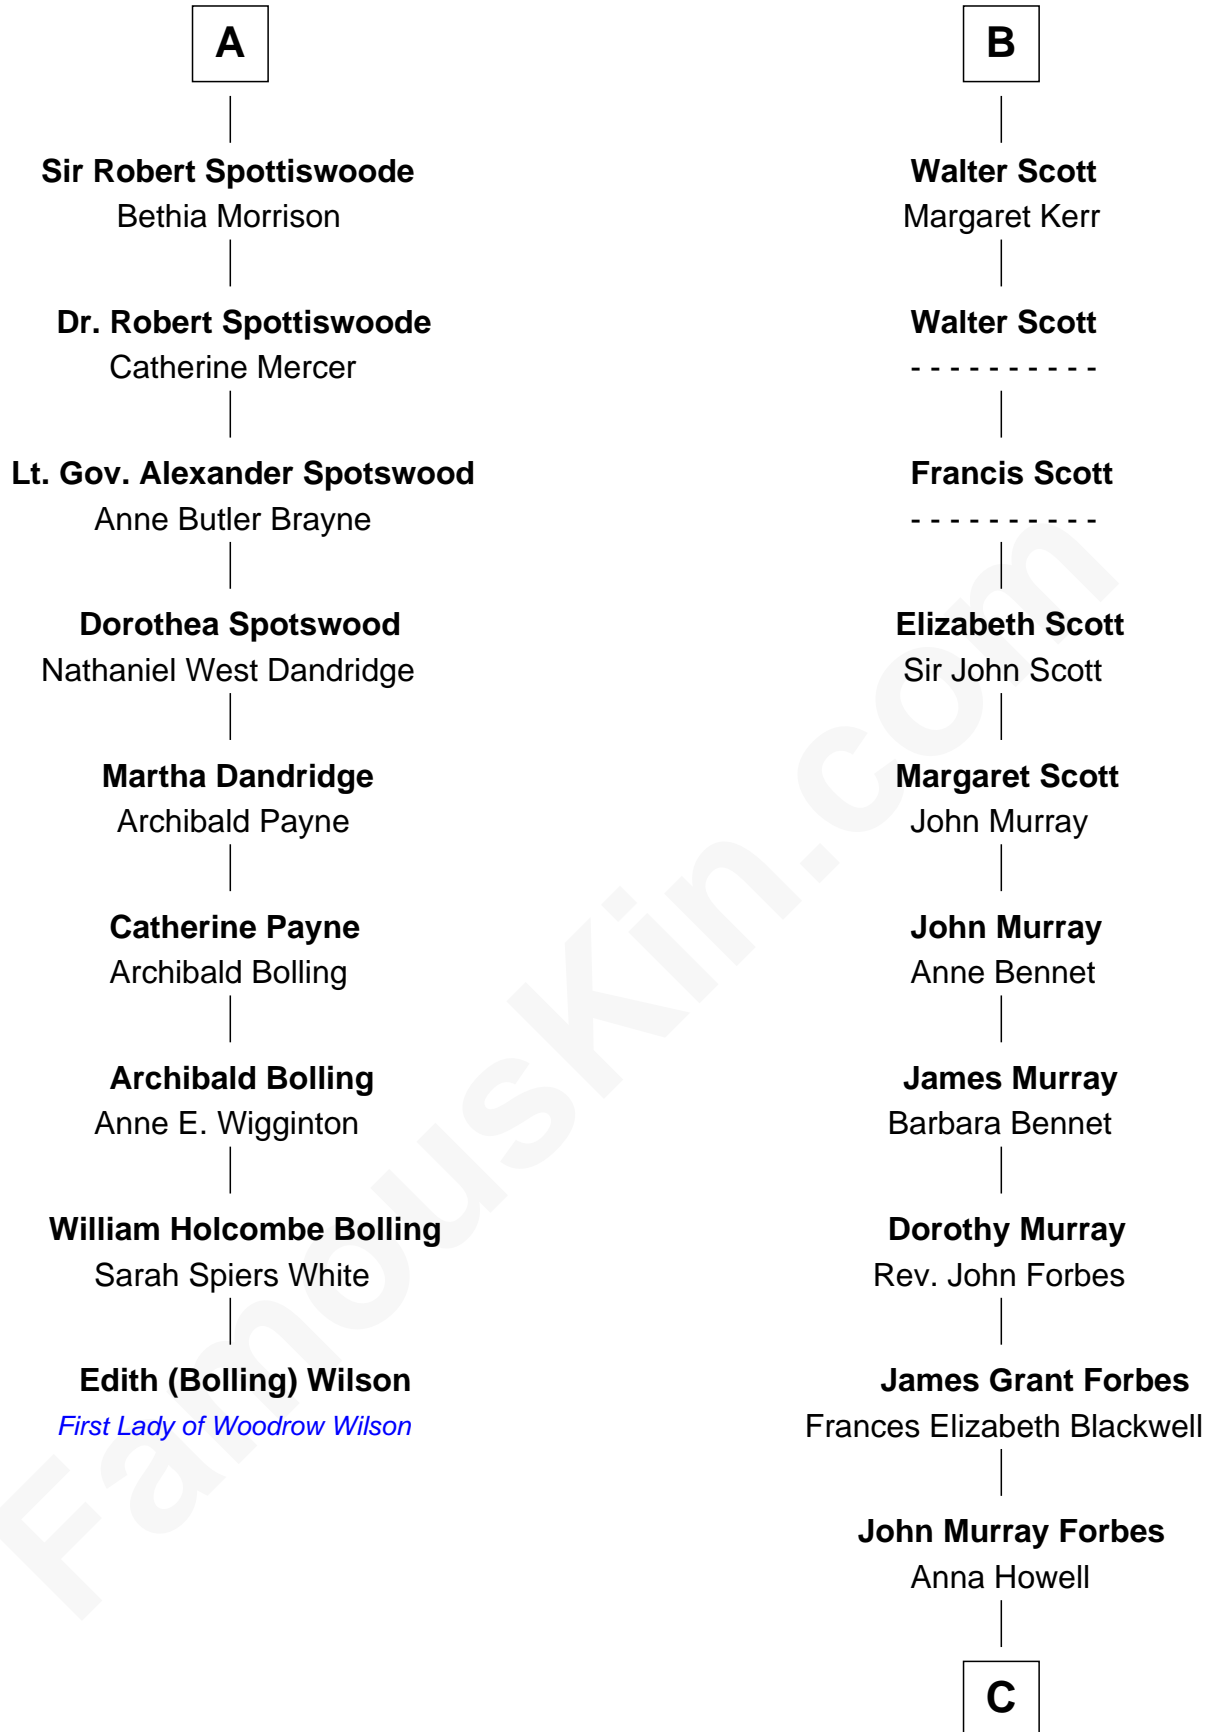 A
Sir Robert Spottiswoode
Bethia Morrison
Dr. Robert Spottiswoode
Catherine Mercer
Lt. Gov. Alexander Spotswood
Anne Butler Brayne
Dorothea Spotswood
Nathaniel West Dandridge
Martha Dandridge
Archibald Payne
Catherine Payne
Archibald Bolling
Archibald Bolling
Anne E. Wigginton
William Holcombe Bolling
Sarah Spiers White
Edith (Bolling) Wilson
First Lady of Woodrow Wilson
B
Walter Scott
Margaret Kerr
Walter Scott
- - - - - - - - - -
Francis Scott
- - - - - - - - - -
Elizabeth Scott
Sir John Scott
Margaret Scott
John Murray
John Murray
Anne Bennet
James Murray
Barbara Bennet
Dorothy Murray
Rev. John Forbes
James Grant Forbes
Frances Elizabeth Blackwell
John Murray Forbes
Anna Howell
C
FamousKin.com